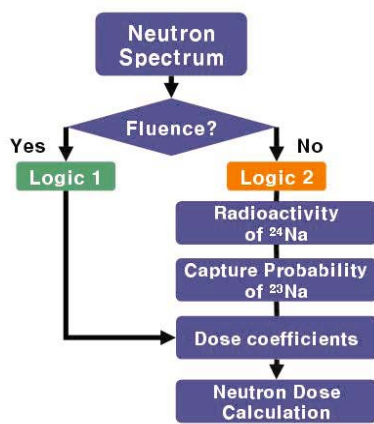 Neutron
Spectrum
Fluence?
Yes
No
Logic 1
Logic 2
Radioactivity
of ²⁴Na
Capture Probability
of ²³Na
Dose coefficients
Neutron Dose
Calculation